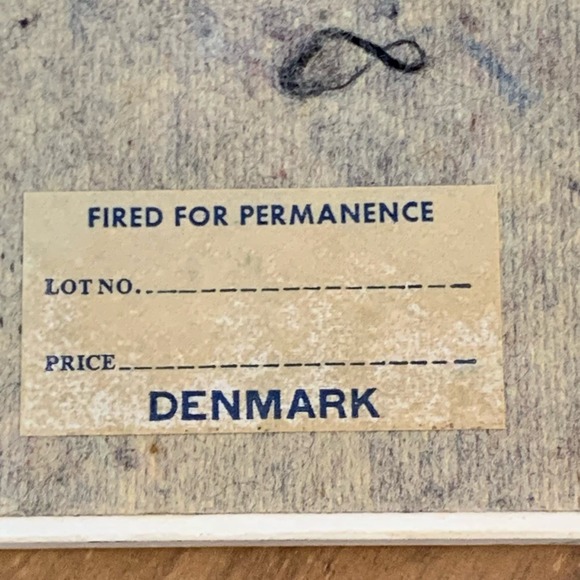 FIRED FOR PERMANENCE
LOT NO.
PRICE
DENMARK